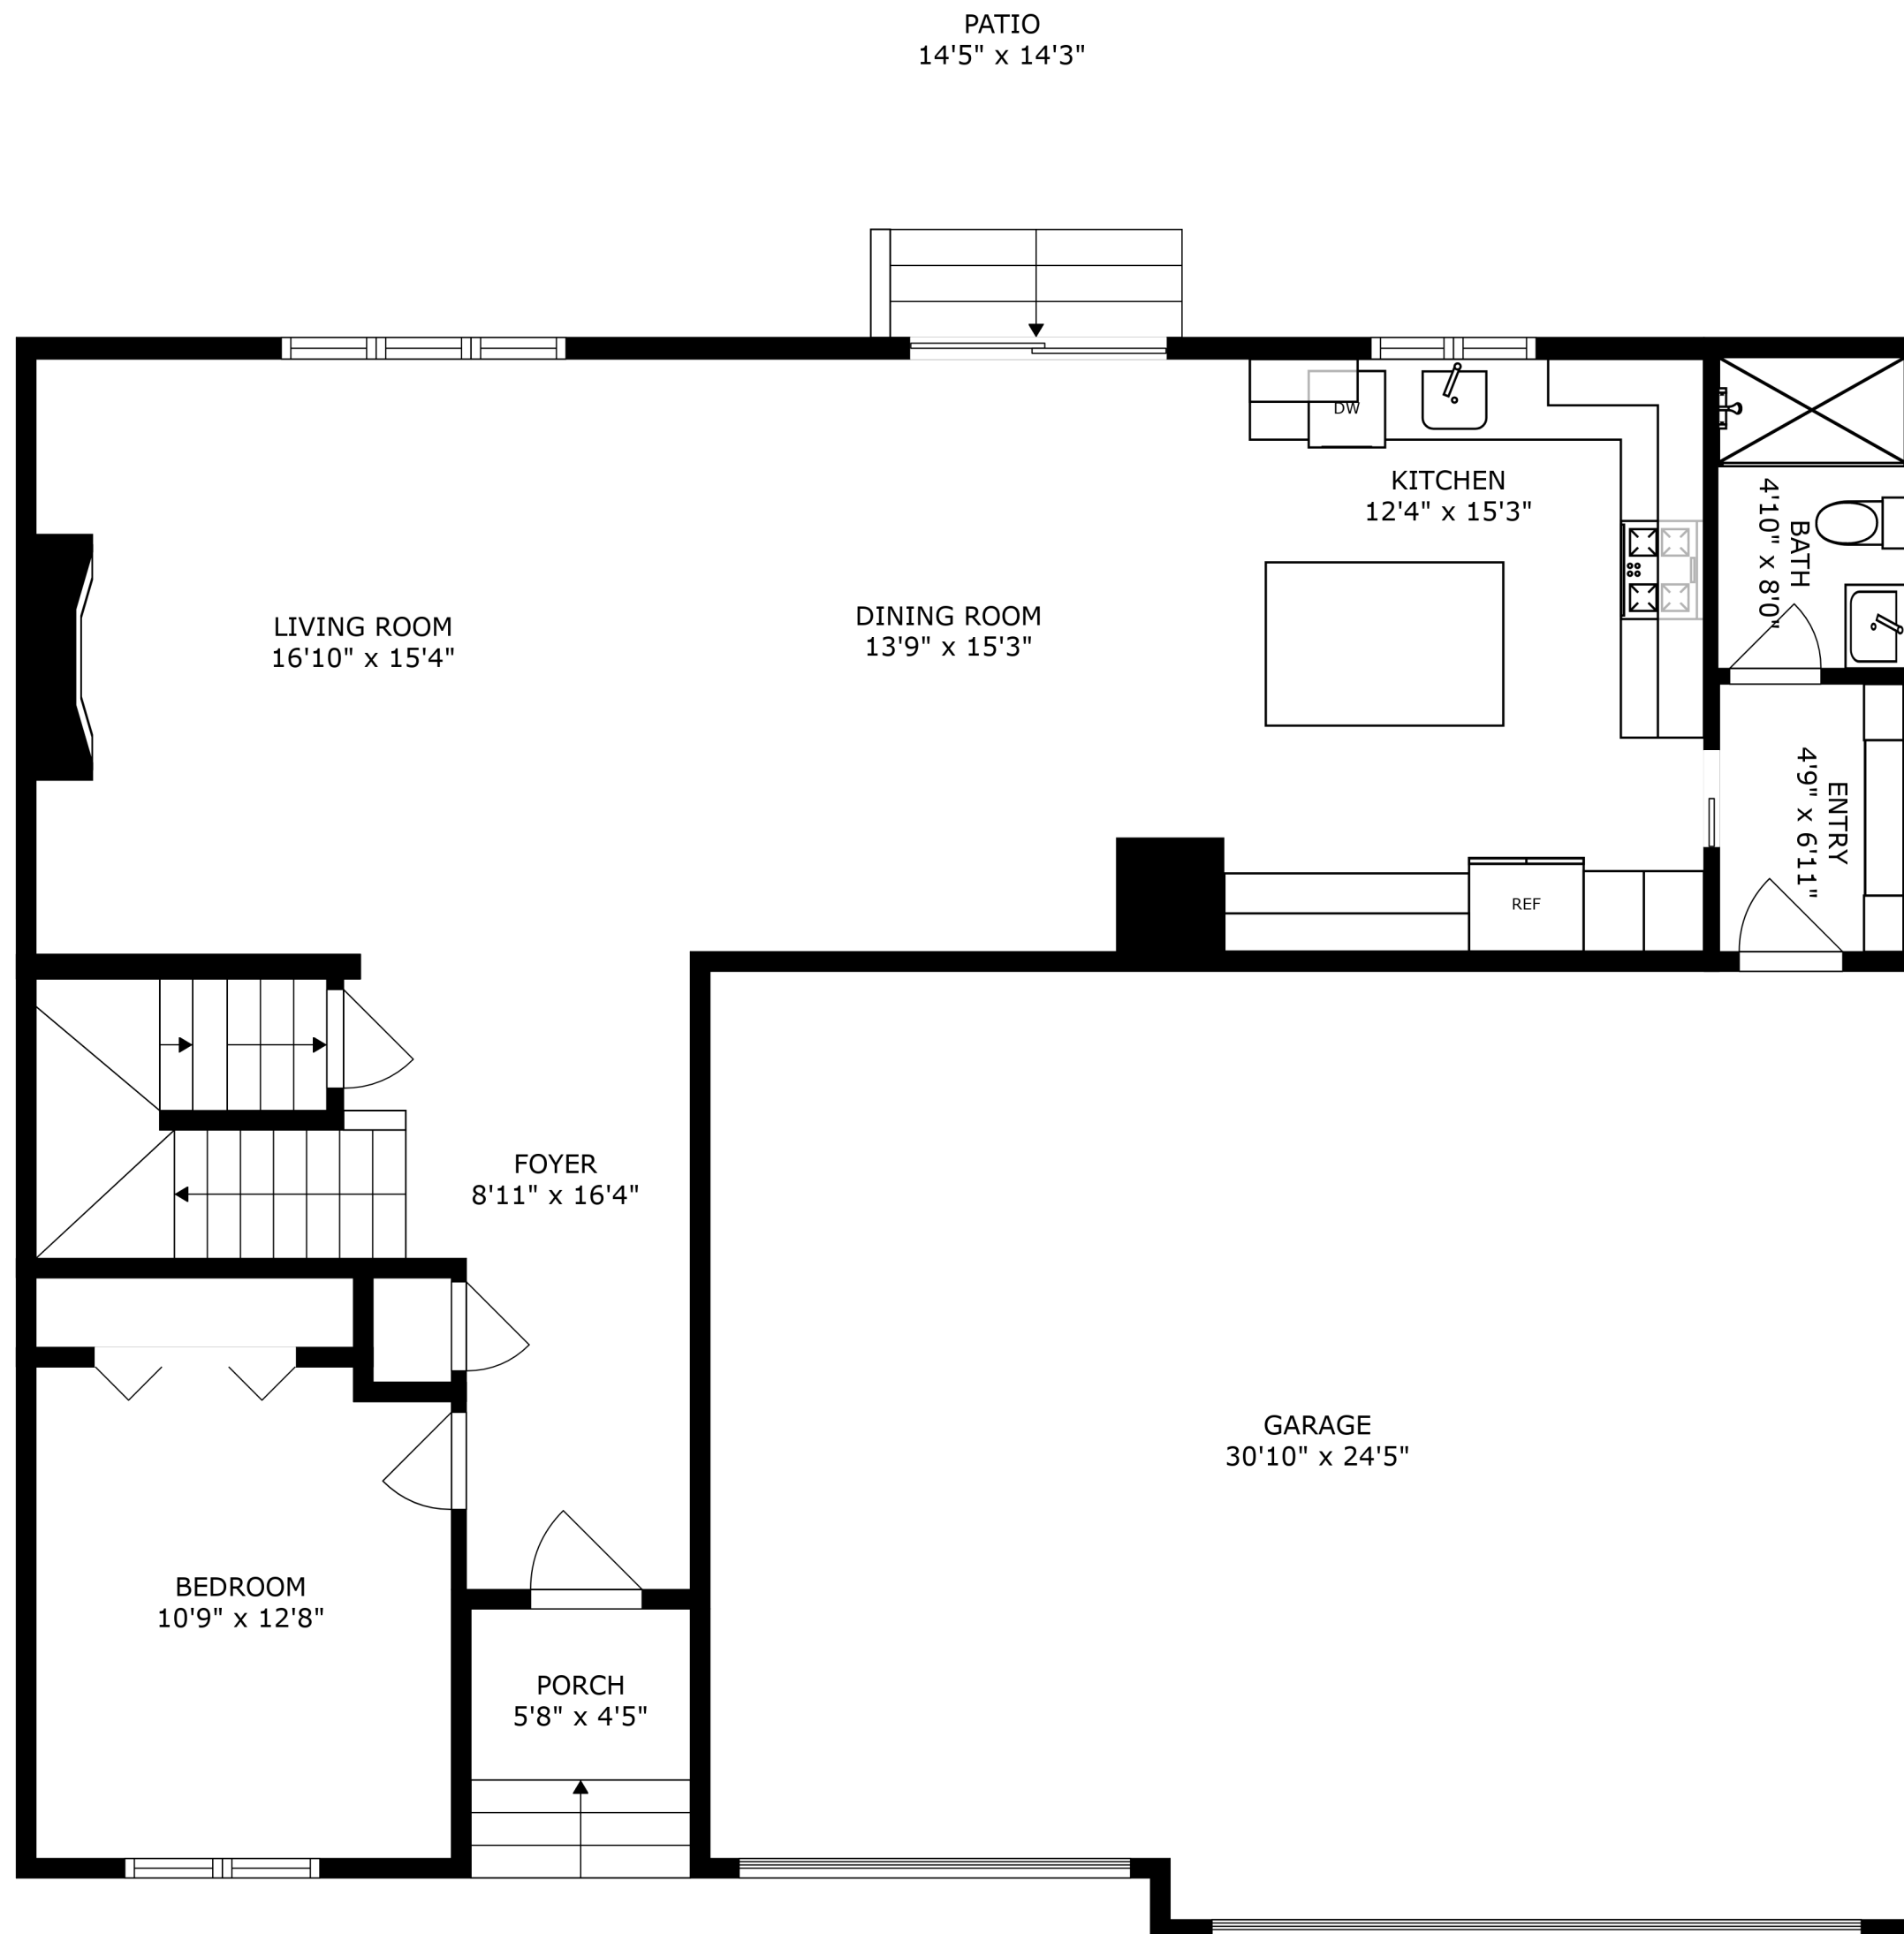 PATIO
14'5" x 14'3"
DW
KITCHEN
12'4" x 15'3"
BATH
4'10" x 8'0"
LIVING ROOM
16'10" x 15'4"
DINING ROOM
13'9" x 15'3"
ENTRY
4'9" x 6'11"
REF
FOYER
8'11" x 16'4"
GARAGE
30'10" x 24'5"
BEDROOM
10'9" x 12'8"
PORCH
5'8" x 4'5"